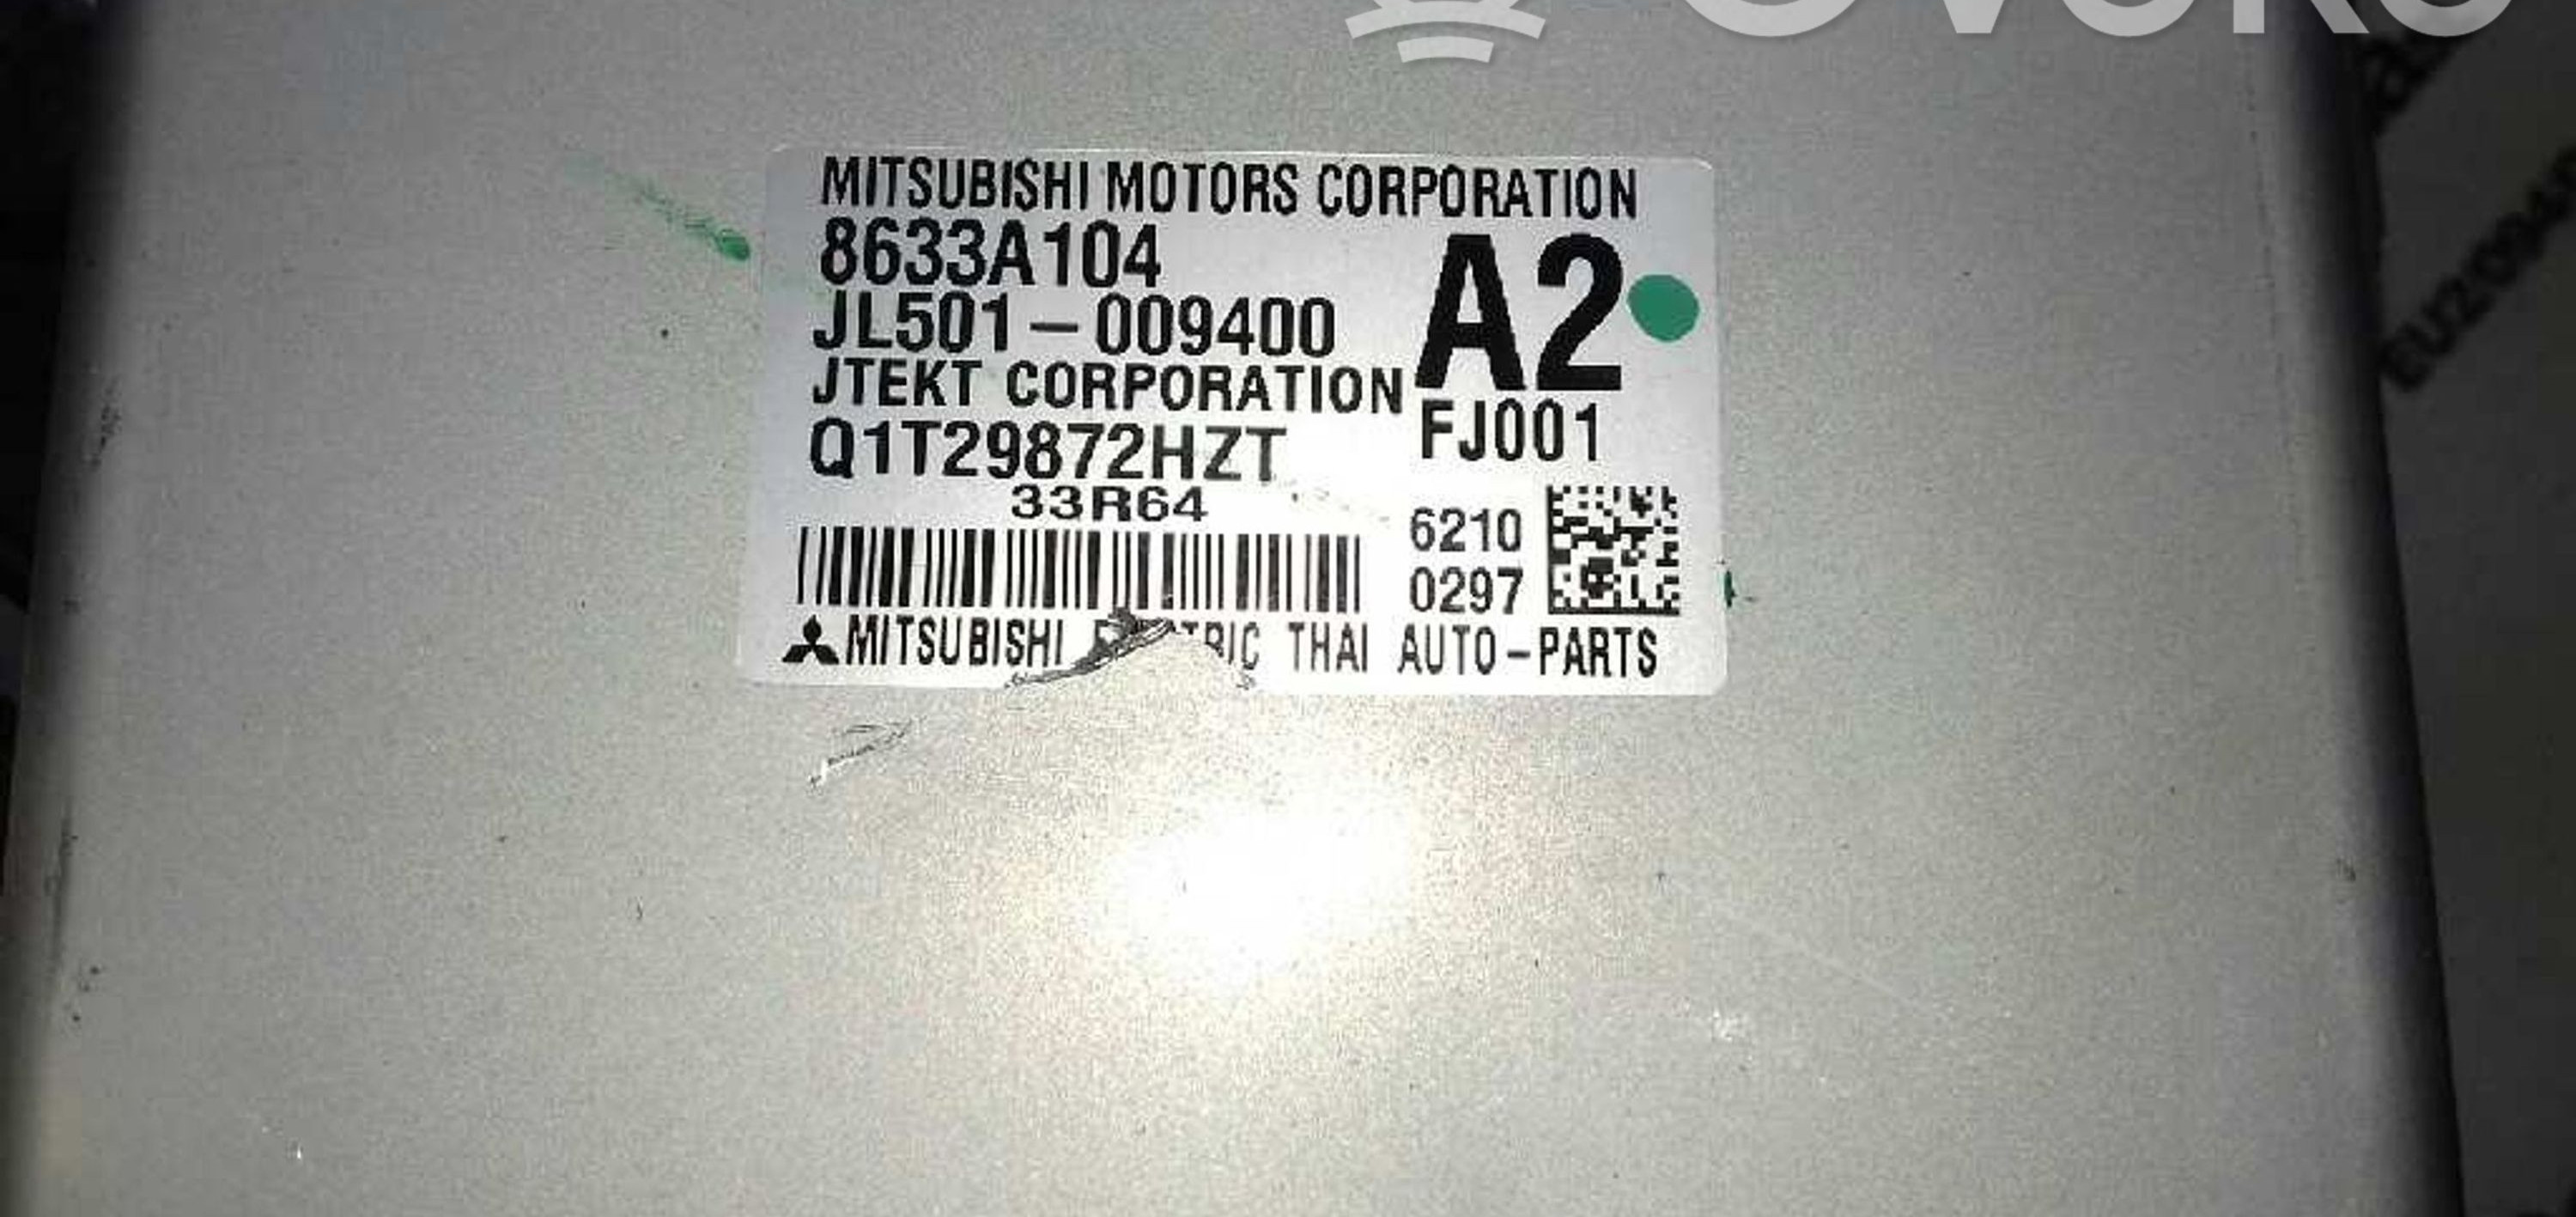 MITSUBISHI MOTORS CORPORATION
8633A104
A2
JL501-009400
JTEKT CORPORATION
FJ001
Q1T29872HZT
33R64
6210
0297
MITSUBISHI THAI AUTO-PARTS